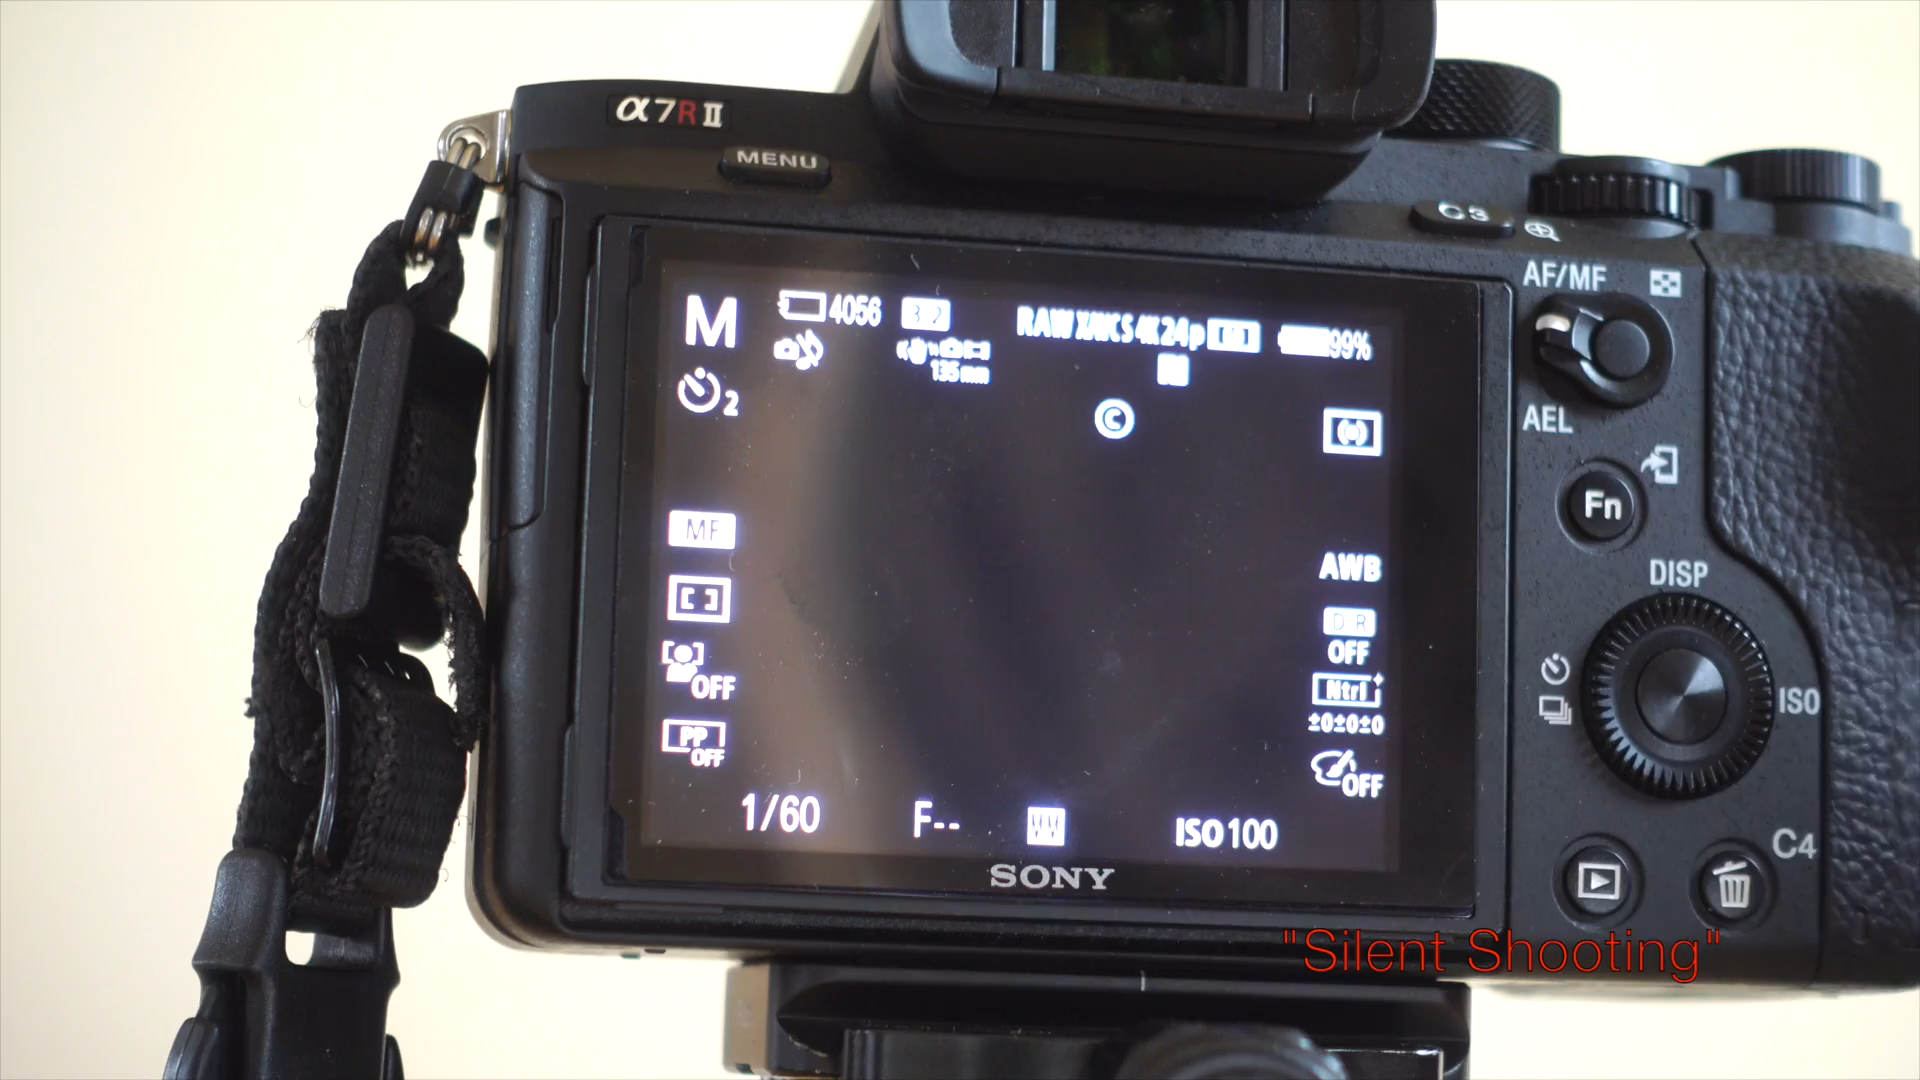 α7RII
MENU
C3
AF/MF
M
4056
3:2
RAW XAVC S 4K 24p
99%
135mm
2
C
AEL
Fn
MF
AWB
DISP
D-R
OFF
OFF
Ntrl
ISO
±0±0±0
PP
OFF
OFF
1/60
F--
ISO100
C4
SONY
"Silent Shooting"